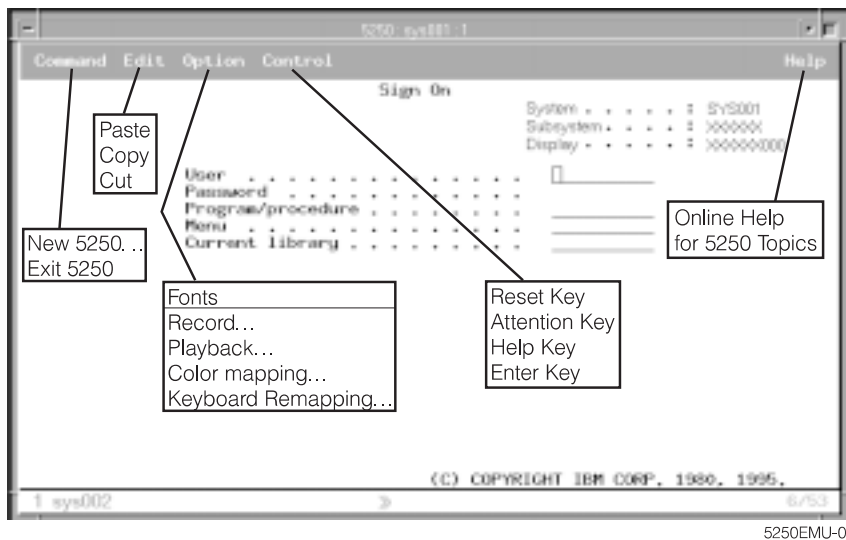 5250: sys001:1
Command Edit Option Control Help
Sign On
System . . . . . : SYS001
Subsystem . . . . : XXXXXX
Display . . . . . : XXXXXX000
Paste
Copy
Cut
User . . . . . . . . . . . . . .
Password . . . . . . . . . . . .
Program/procedure . . . . . . . .
Menu . . . . . . . . . . . . . .
Current library . . . . . . . . .
New 5250...
Exit 5250
Online Help
for 5250 Topics
Fonts
Record...
Playback...
Color mapping...
Keyboard Remapping...
Reset Key
Attention Key
Help Key
Enter Key
(C) COPYRIGHT IBM CORP. 1980, 1995.
1 sys002 » 6/53
5250EMU-0